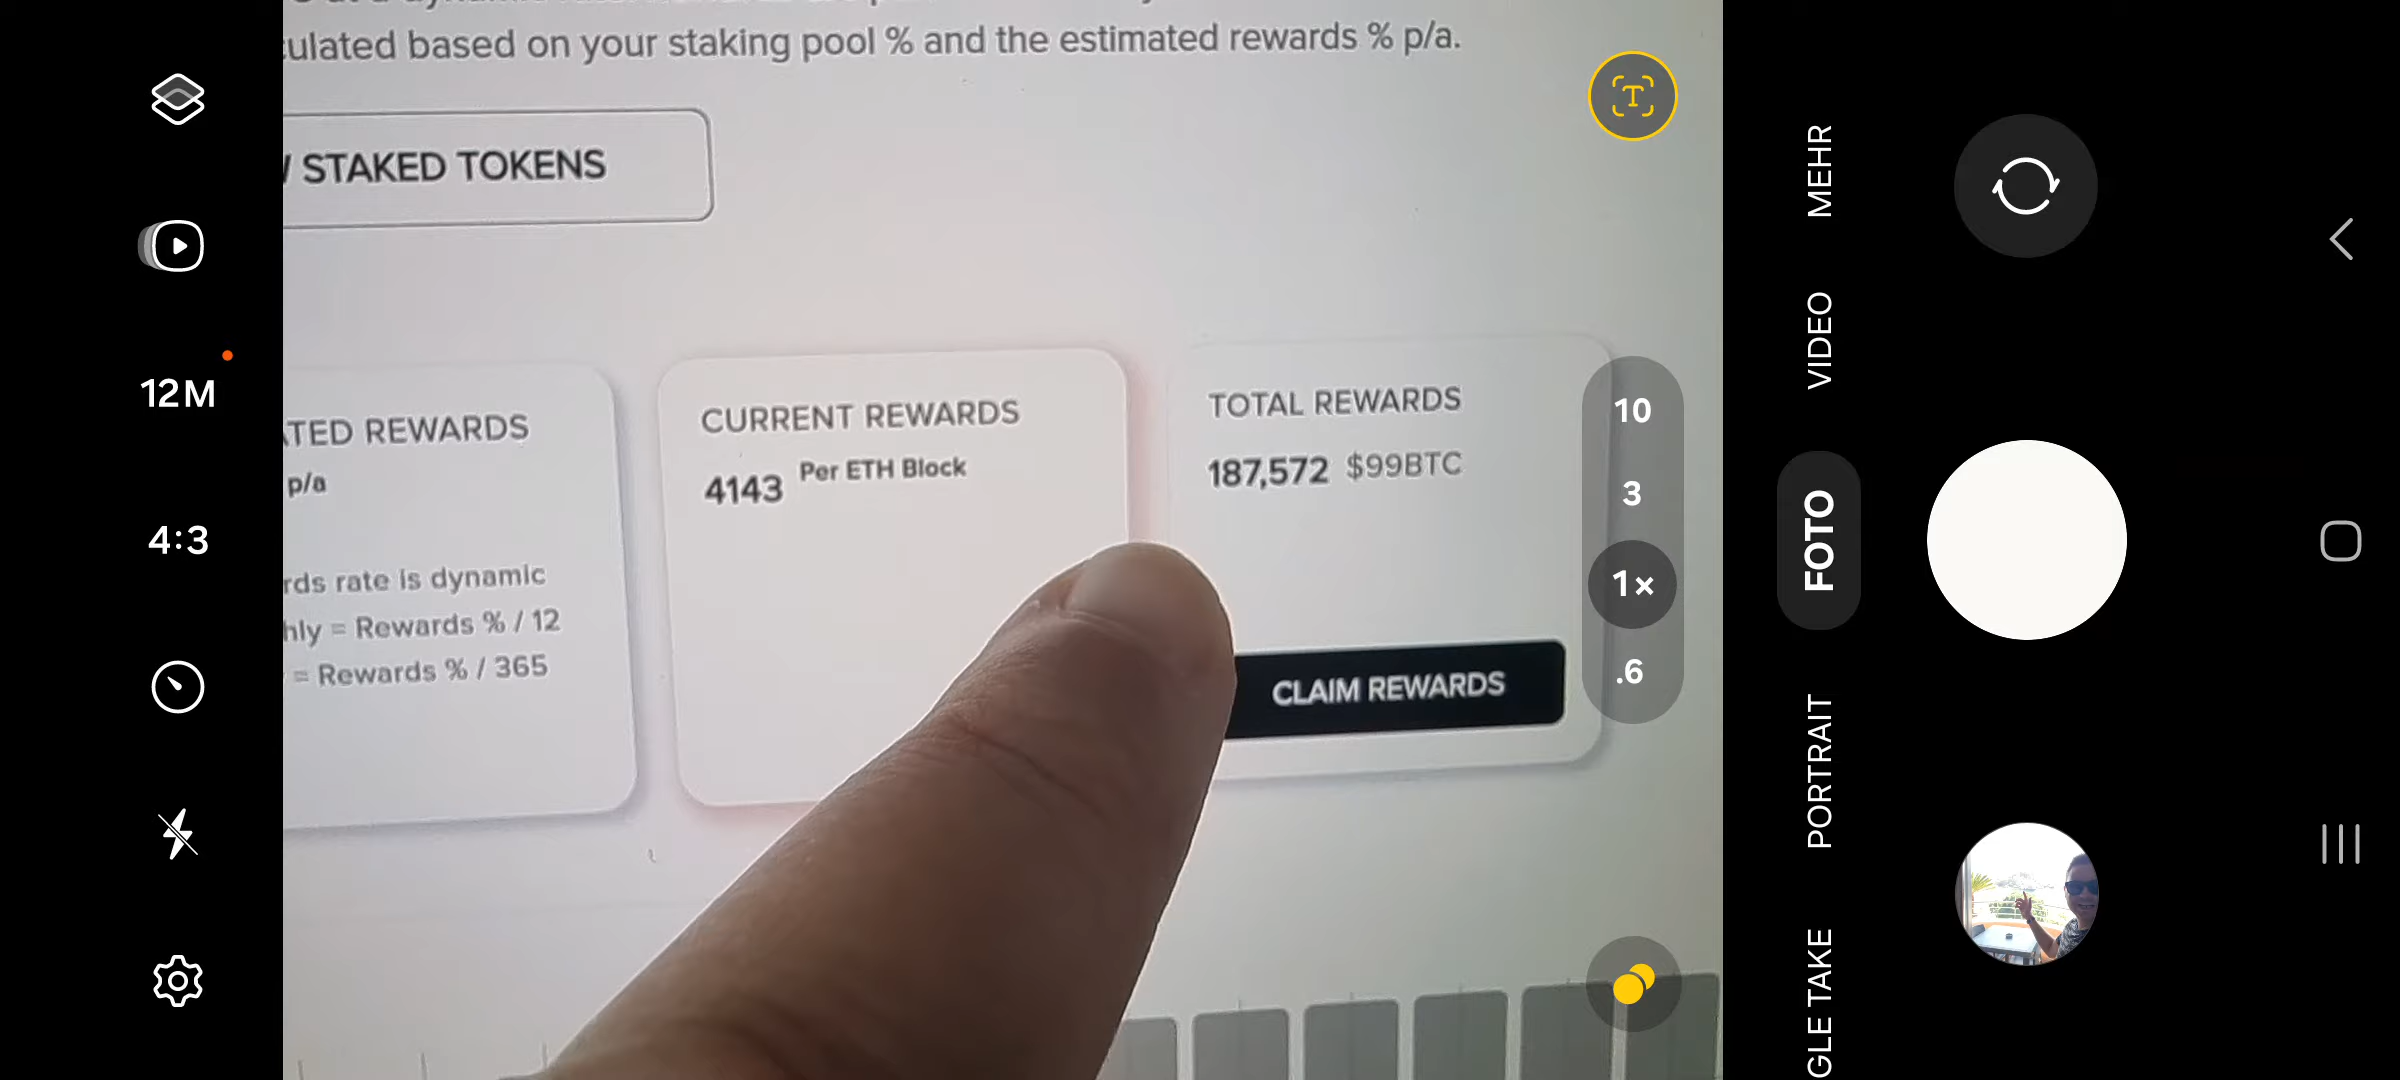 ulated based on your staking pool % and the estimated rewards % p/a.
STAKED TOKENS
TED REWARDS
p/a
rds rate is dynamic
hly = Rewards % / 12
= Rewards % / 365
CURRENT REWARDS
4143 Per ETH Block
TOTAL REWARDS
187,572 $99BTC
CLAIM REWARDS
12M
4:3
T
10
3
1×
.6
MEHR
VIDEO
FOTO
PORTRAIT
GLE TAKE